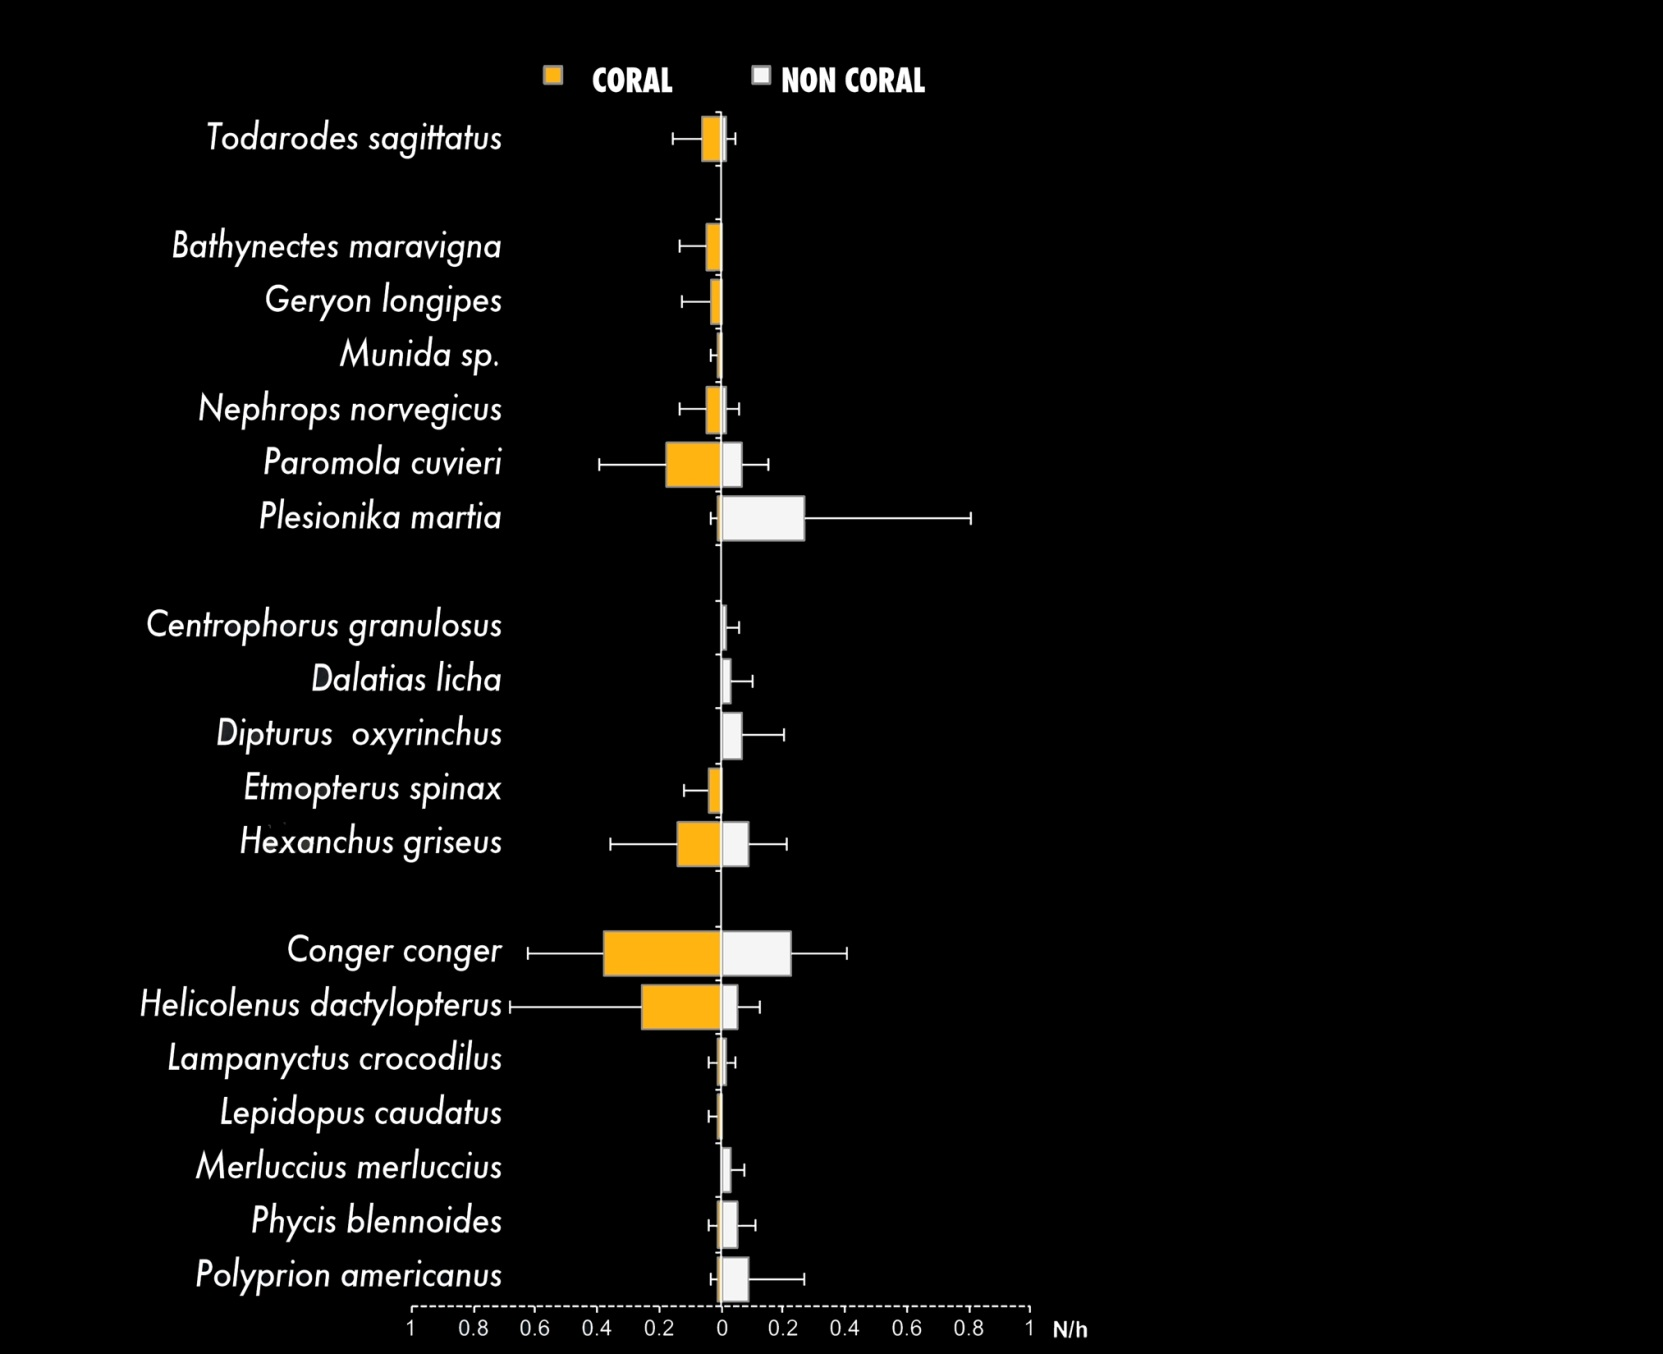 CORAL NON CORAL
Todarodes sagittatus
Bathynectes maravigna
Geryon longipes
Munida sp.
Nephrops norvegicus
Paromola cuvieri
Plesionika martia
Centrophorus granulosus
Dalatias licha
Dipturus oxyrinchus
Etmopterus spinax
Hexanchus griseus
Conger conger
Helicolenus dactylopterus
Lampanyctus crocodilus
Lepidopus caudatus
Merluccius merluccius
Phycis blennoides
Polyprion americanus
1 0.8 0.6 0.4 0.2 0 0.2 0.4 0.6 0.8 1 N/h